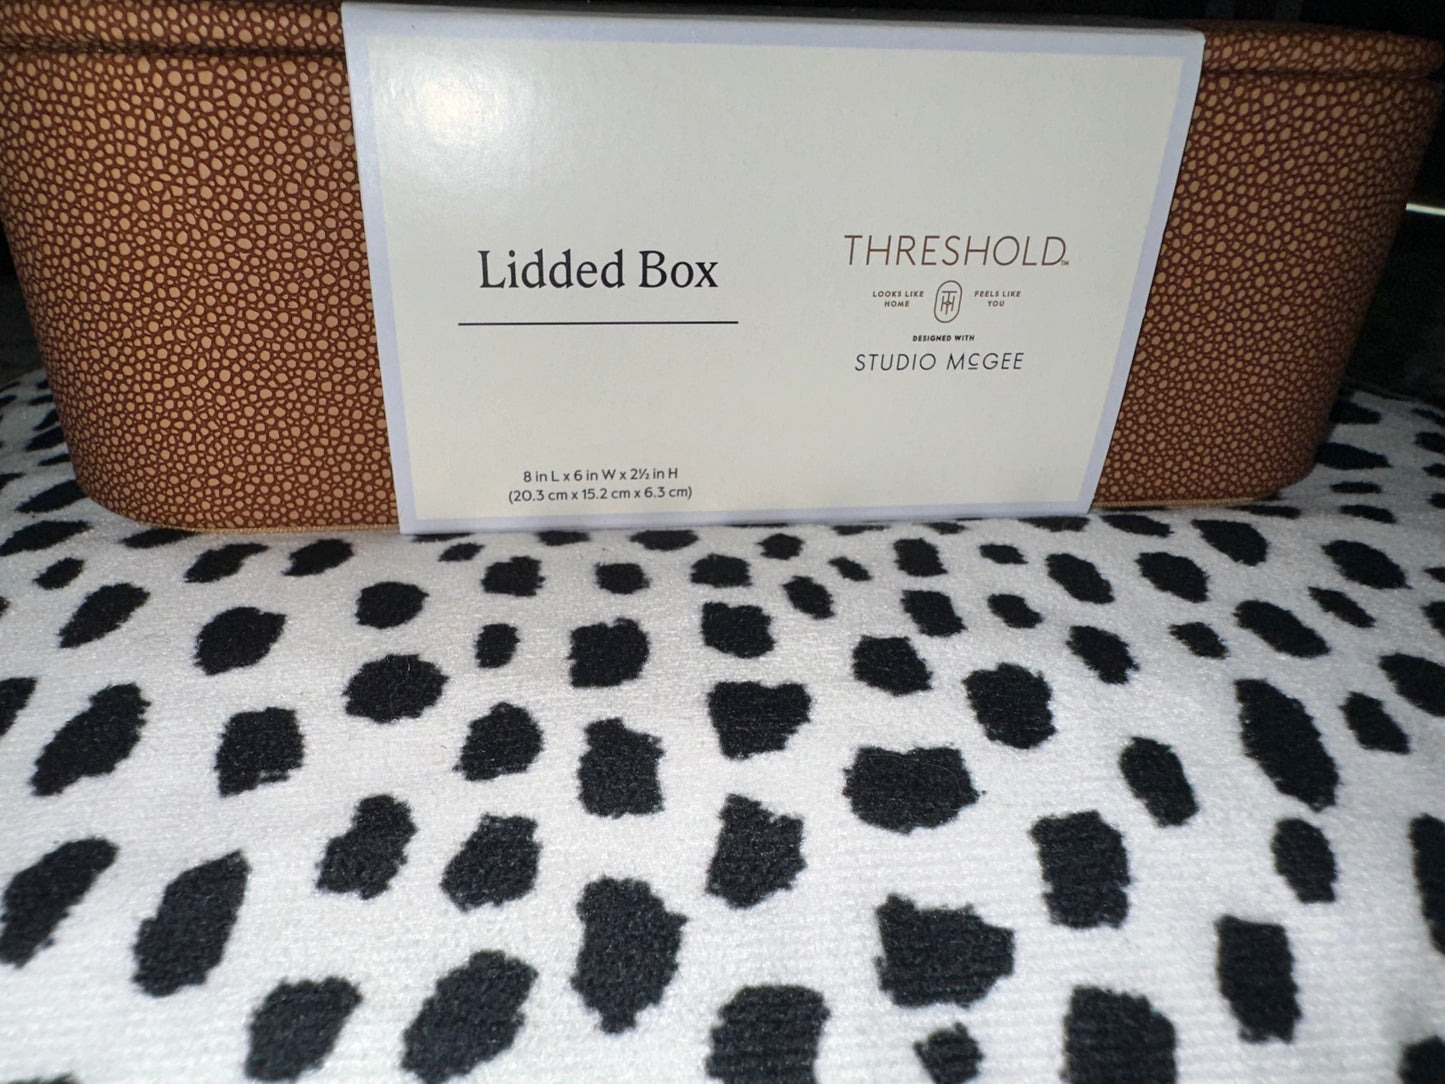 Lidded Box
8 in L x 6 in W x 2½ in H
(20.3 cm x 15.2 cm x 6.3 cm)
THRESHOLD™
LOOKS LIKE HOME
TH
FEELS LIKE YOU
DESIGNED WITH
STUDIO McGEE